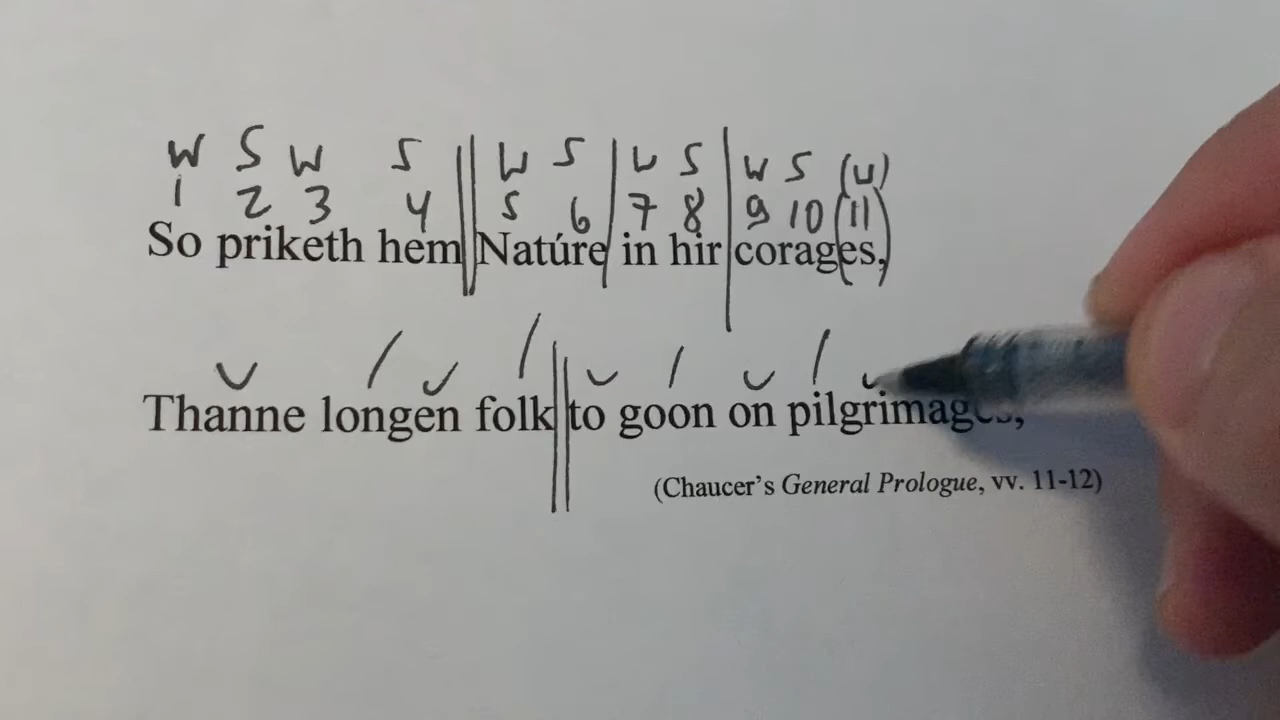 W S W S W S W S W S (W)
1 2 3 4 5 6 7 8 9 10 (11)
So priketh hem Natúre in hir corages,
Thanne longen folk to goon on pilgrimages,
(Chaucer's General Prologue, vv. 11-12)